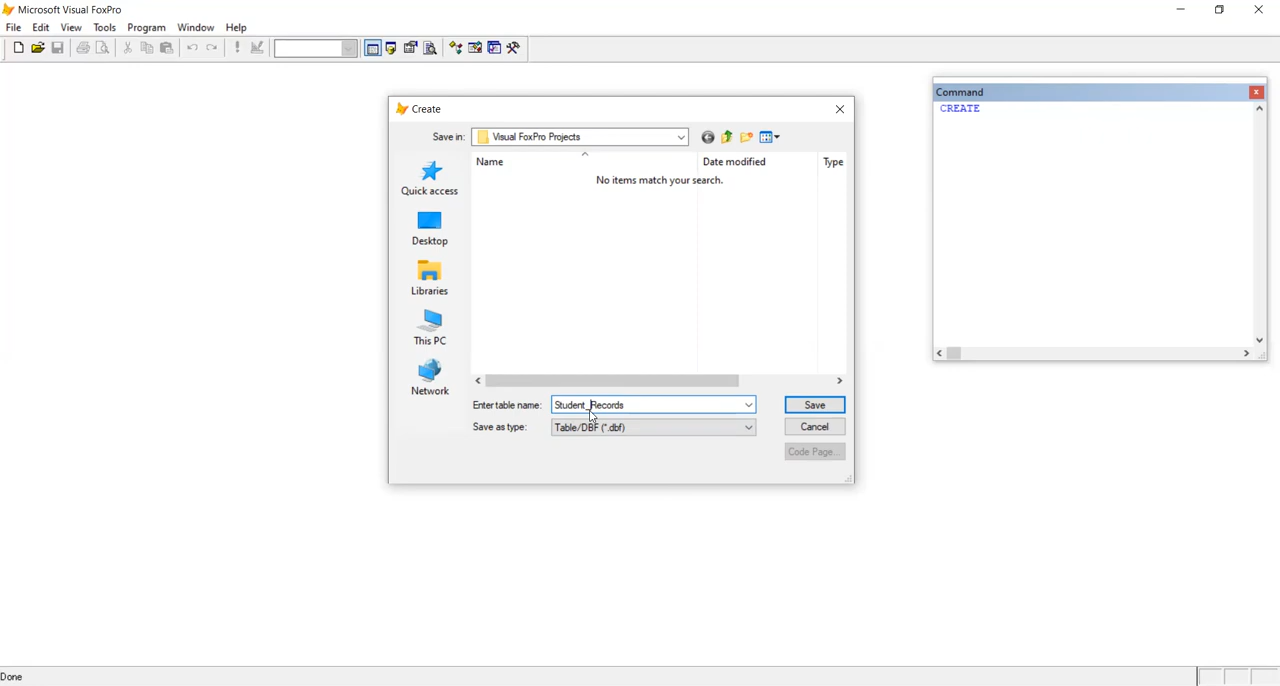 Microsoft Visual FoxPro
File Edit View Tools Program Window Help
Create
Save in: Visual FoxPro Projects
Name Date modified Type
No items match your search.
Quick access
Desktop
Libraries
This PC
Network
Enter table name: Student_Records Save
Save as type: Table/DBF (*.dbf) Cancel
Code Page...
Command
CREATE
Done